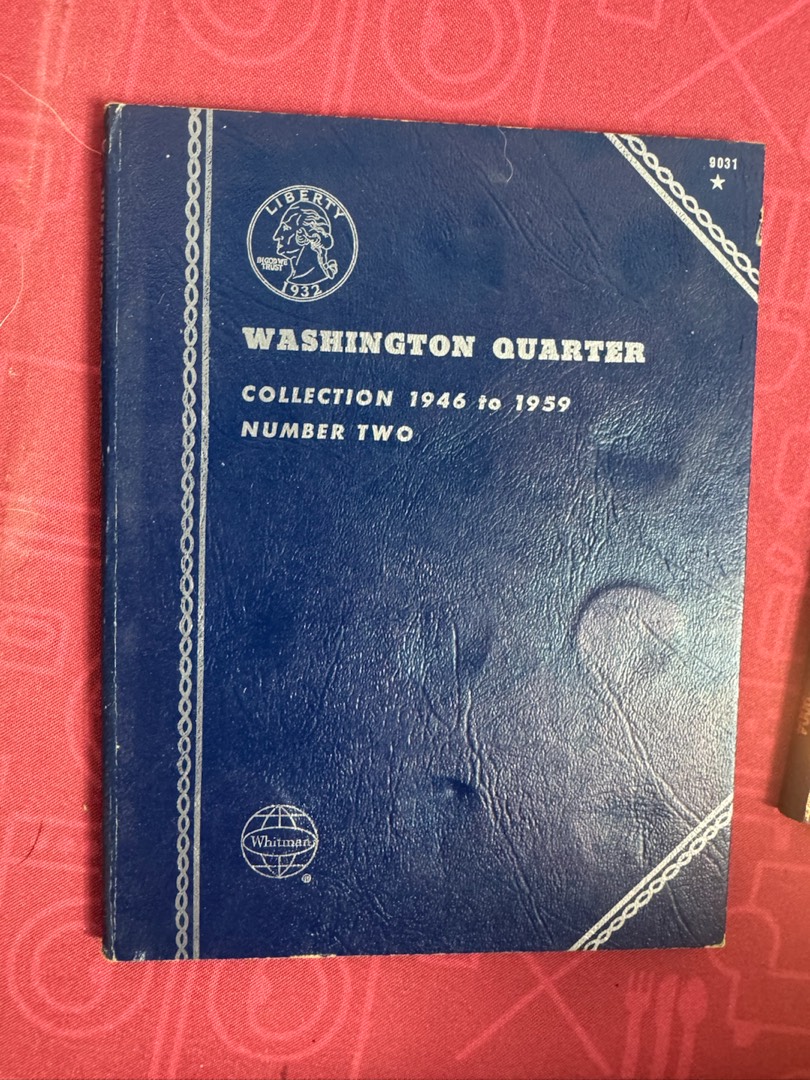 9031
LIBERTY
IN GOD WE
TRUST
1932
WASHINGTON QUARTER
COLLECTION 1946 to 1959
NUMBER TWO
Whitman
®